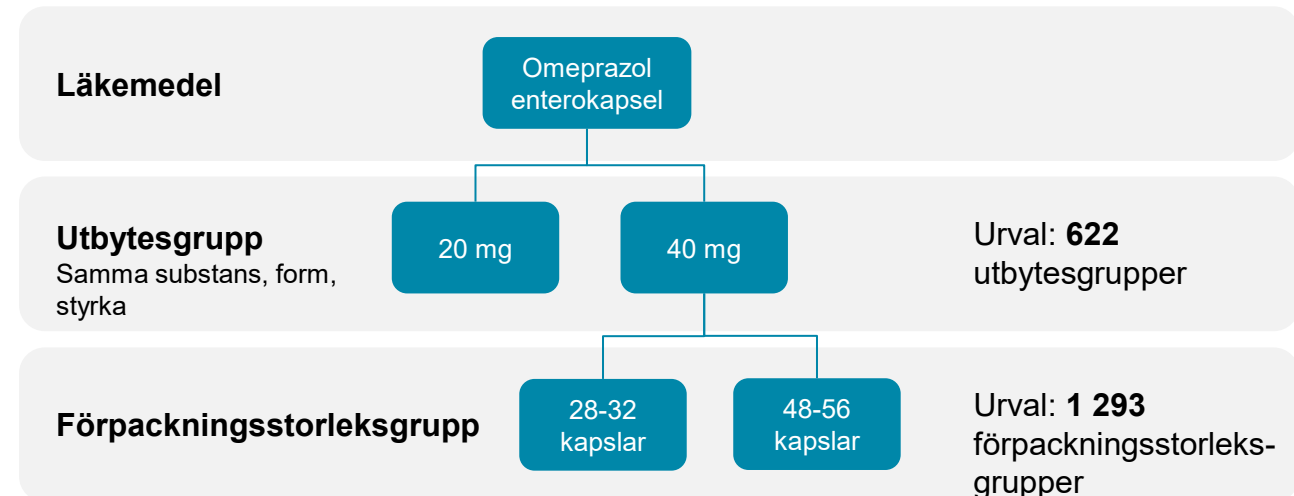 Läkemedel
Omeprazol
enterokapsel
Utbytesgrupp
Samma substans, form,
styrka
20 mg
40 mg
Urval: 622
utbytesgrupper
Förpackningsstorleksgrupp
28-32
kapslar
48-56
kapslar
Urval: 1 293
förpackningsstorleks-
grupper